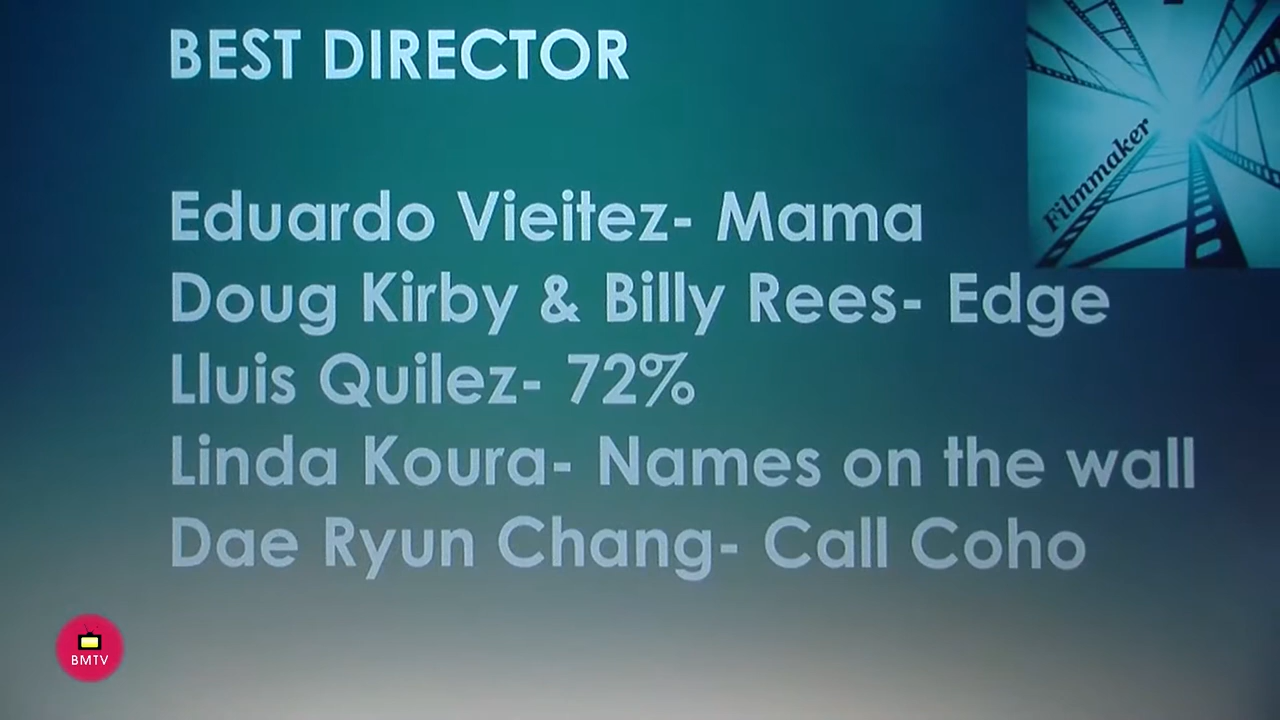 BEST DIRECTOR
Filmmaker
Eduardo Vieitez- Mama
Doug Kirby & Billy Rees- Edge
Lluis Quilez- 72%
Linda Koura- Names on the wall
Dae Ryun Chang- Call Coho
BMTV